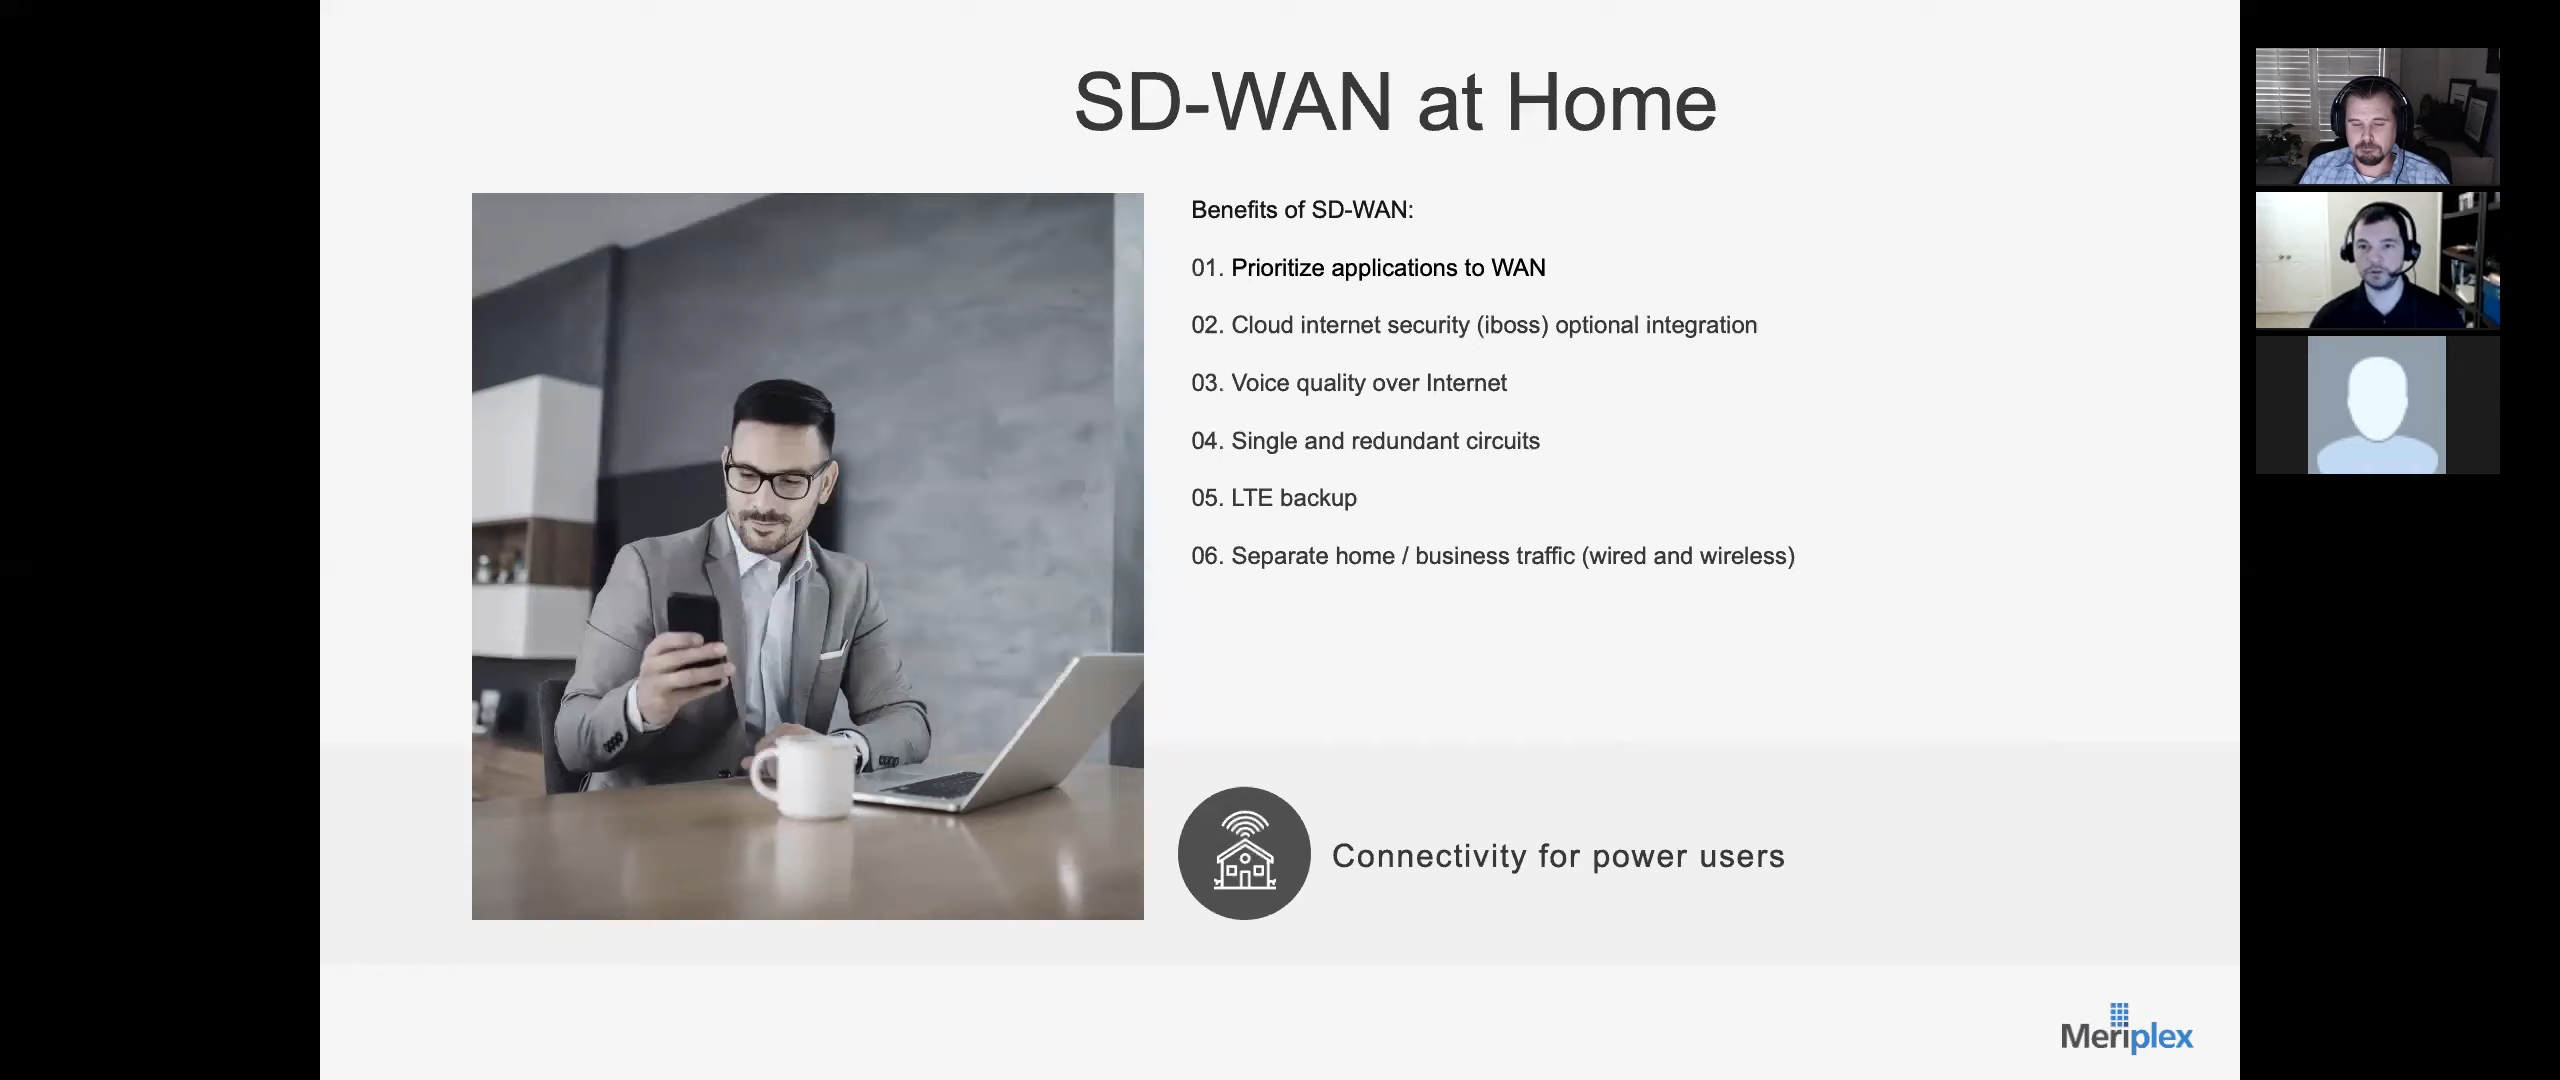 SD-WAN at Home
Benefits of SD-WAN:
01. Prioritize applications to WAN
02. Cloud internet security (iboss) optional integration
03. Voice quality over Internet
04. Single and redundant circuits
05. LTE backup
06. Separate home / business traffic (wired and wireless)
Connectivity for power users
Meriplex